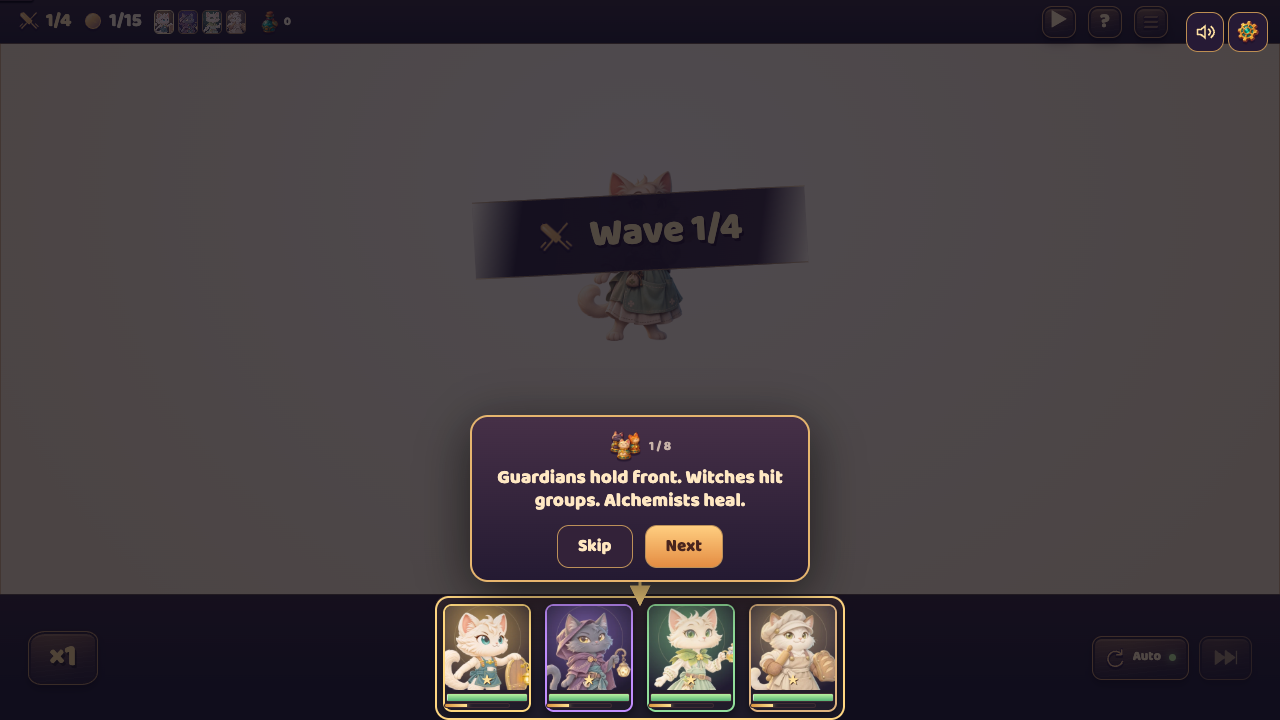 1/4
1/15
0
?
Wave 1/4
1 / 8
Guardians hold front. Witches hit
groups. Alchemists heal.
Skip
Next
×1
Auto